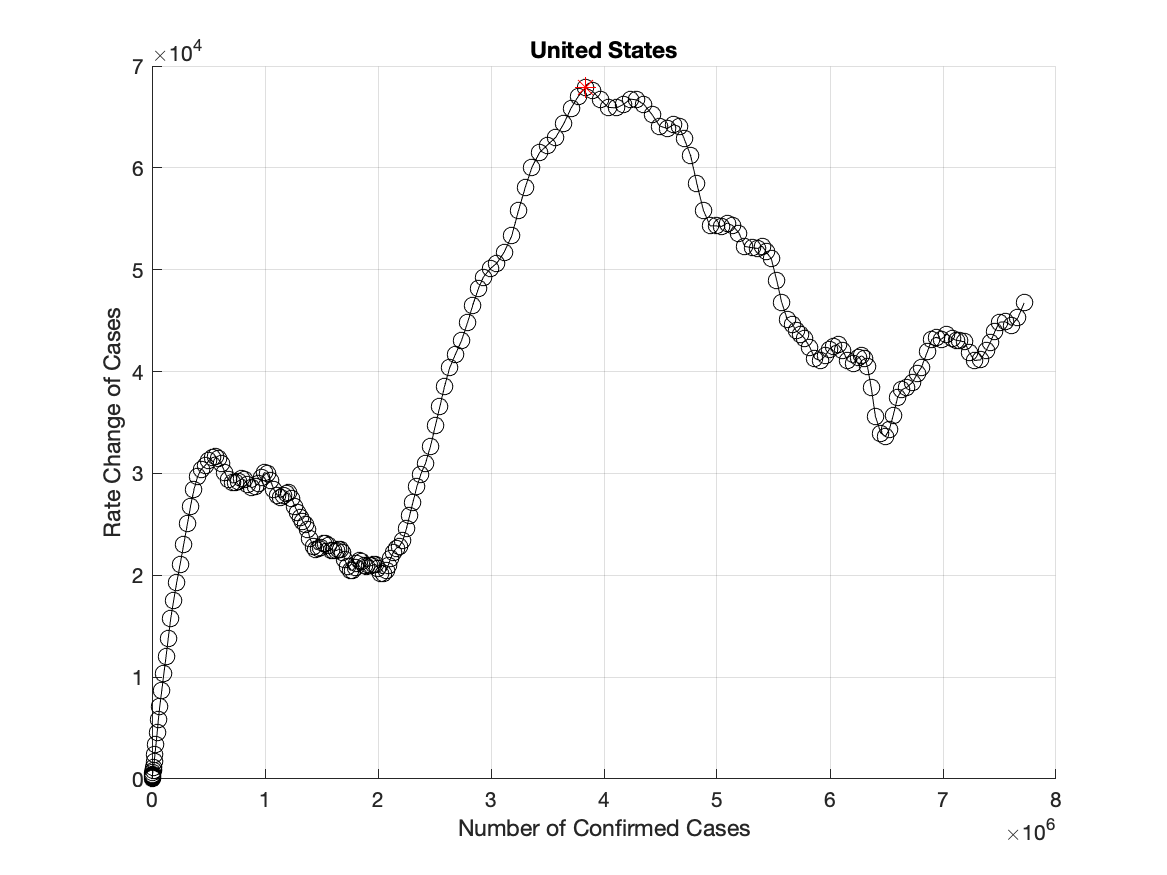 United States
×10^4
7
6
5
4
3
2
1
0
Rate Change of Cases
0 1 2 3 4 5 6 7 8
Number of Confirmed Cases
×10^6